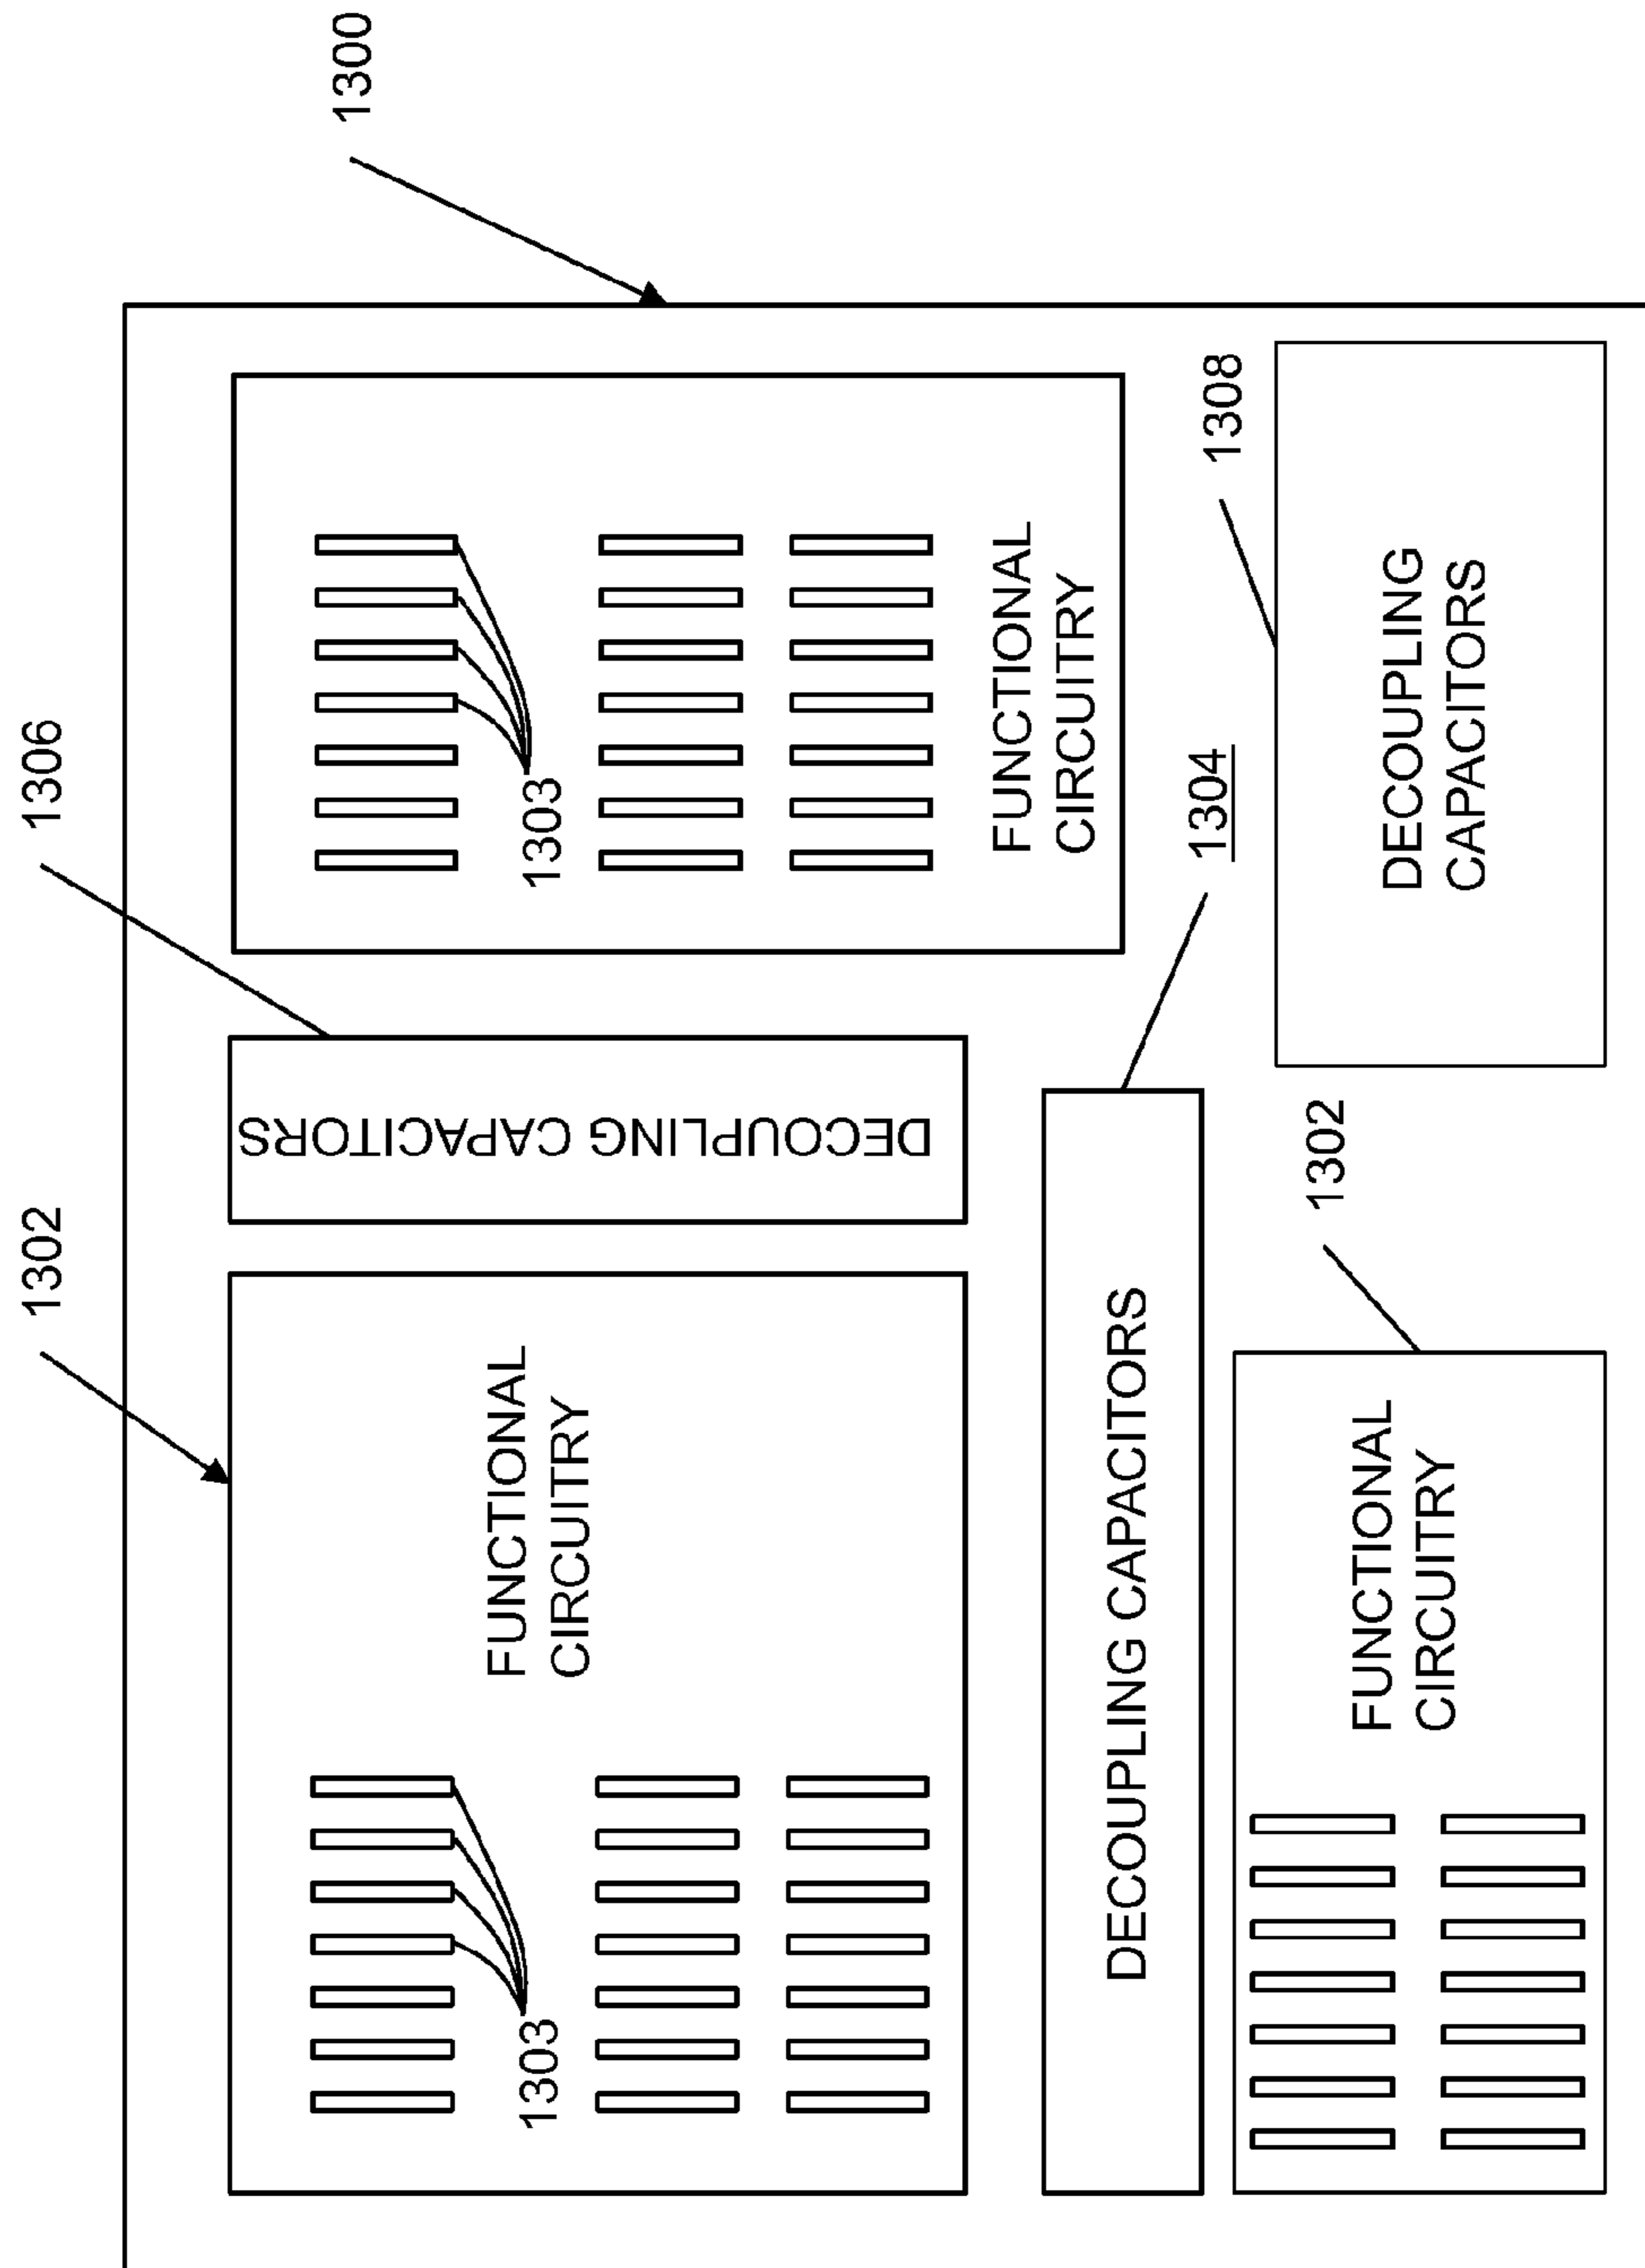 1302
1306
1300
FUNCTIONAL
CIRCUITRY
1303
DECOUPLING CAPACITORS
1303
FUNCTIONAL
CIRCUITRY
DECOUPLING CAPACITORS
1304
1308
1302
FUNCTIONAL
CIRCUITRY
DECOUPLING
CAPACITORS